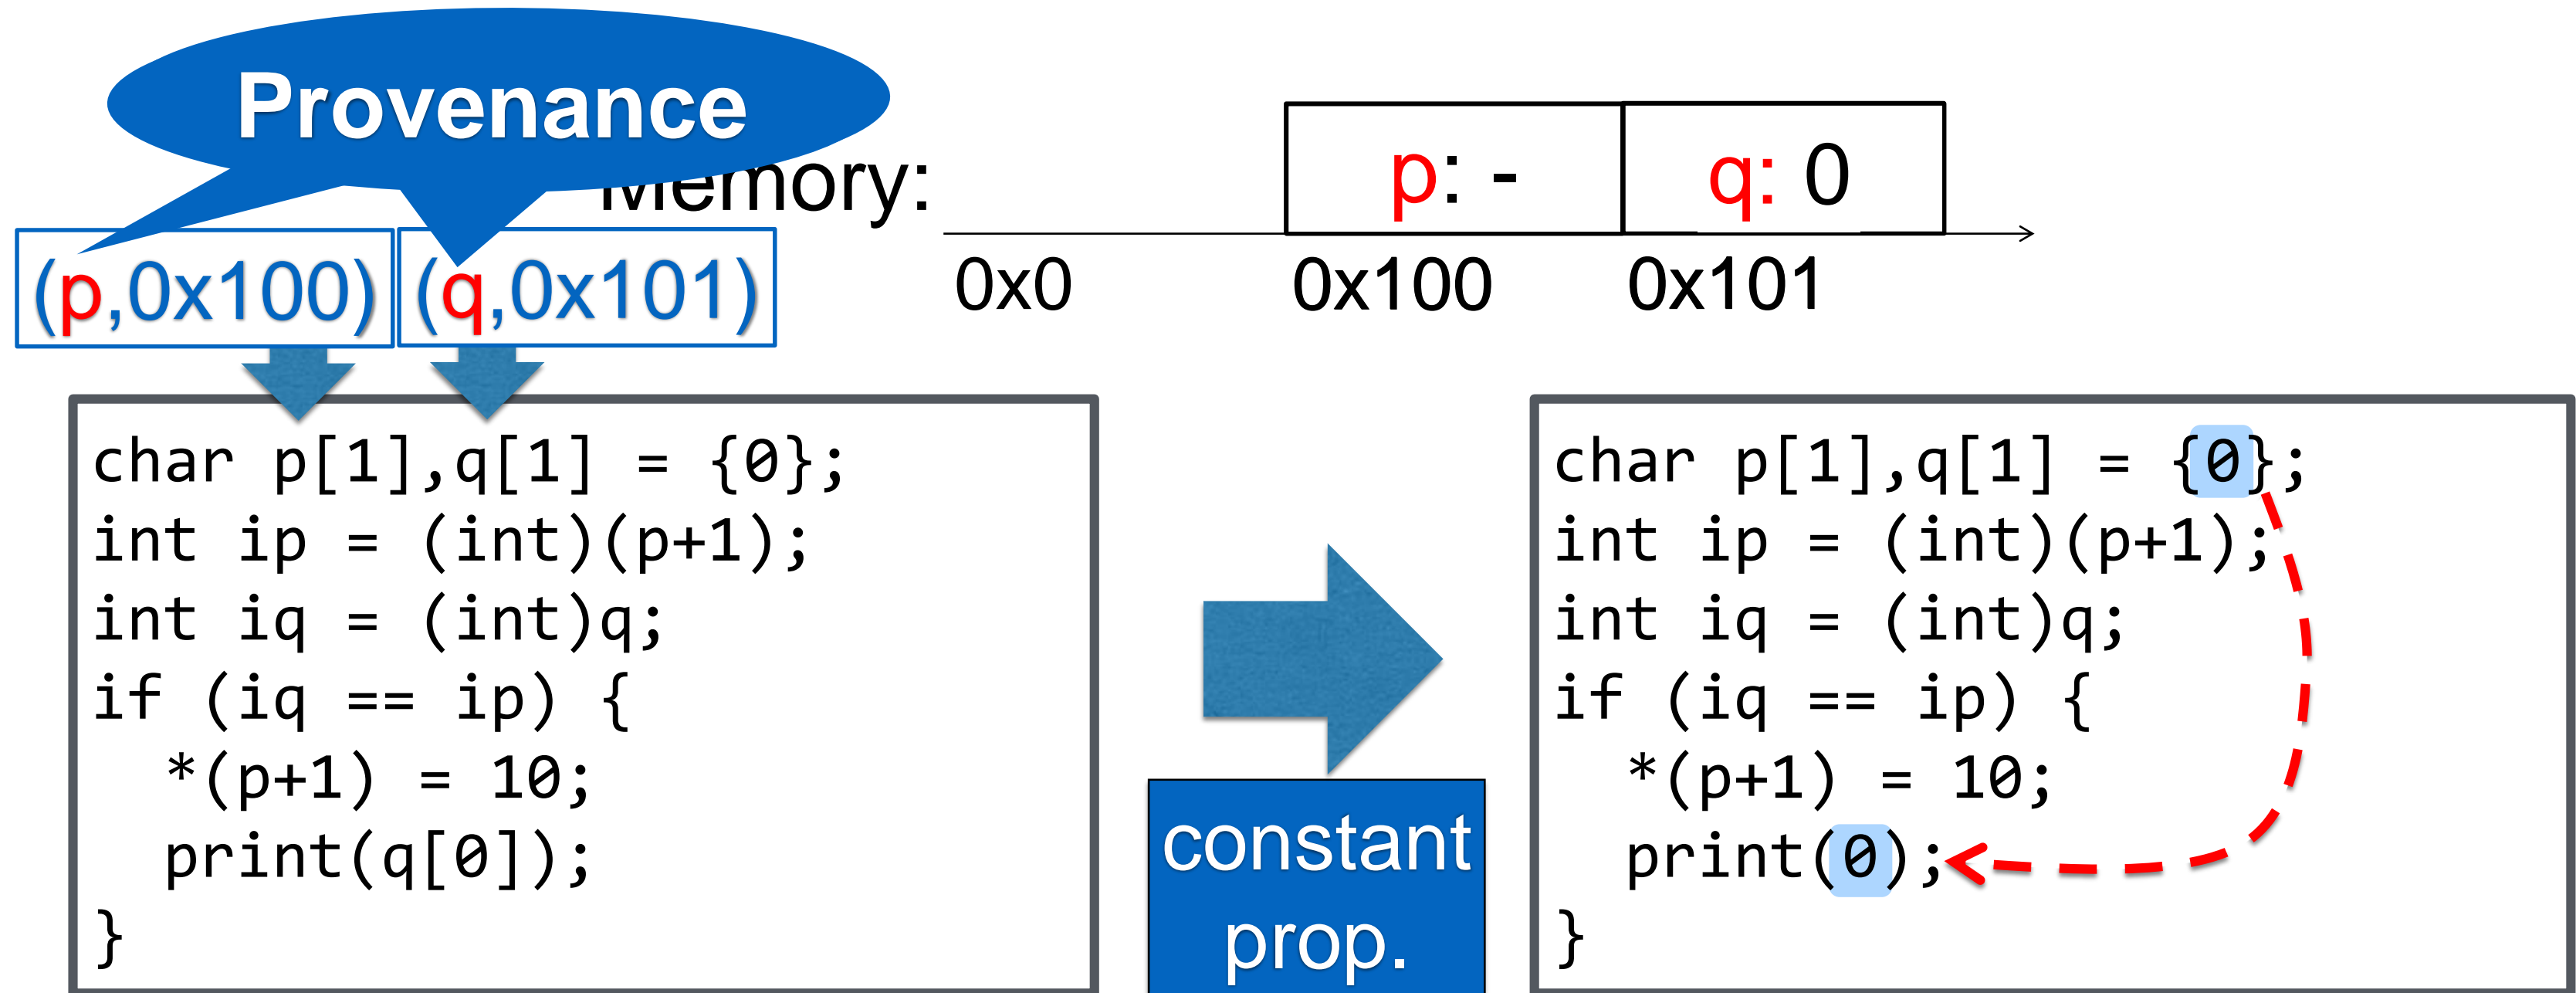 Provenance
Memory:
p: -
q: 0
(p,0x100)
(q,0x101)
0x0
0x100
0x101
char p[1],q[1] = {0};
int ip = (int)(p+1);
int iq = (int)q;
if (iq == ip) {
  *(p+1) = 10;
  print(q[0]);
}
constant
prop.
char p[1],q[1] = {0};
int ip = (int)(p+1);
int iq = (int)q;
if (iq == ip) {
  *(p+1) = 10;
  print(0);
}